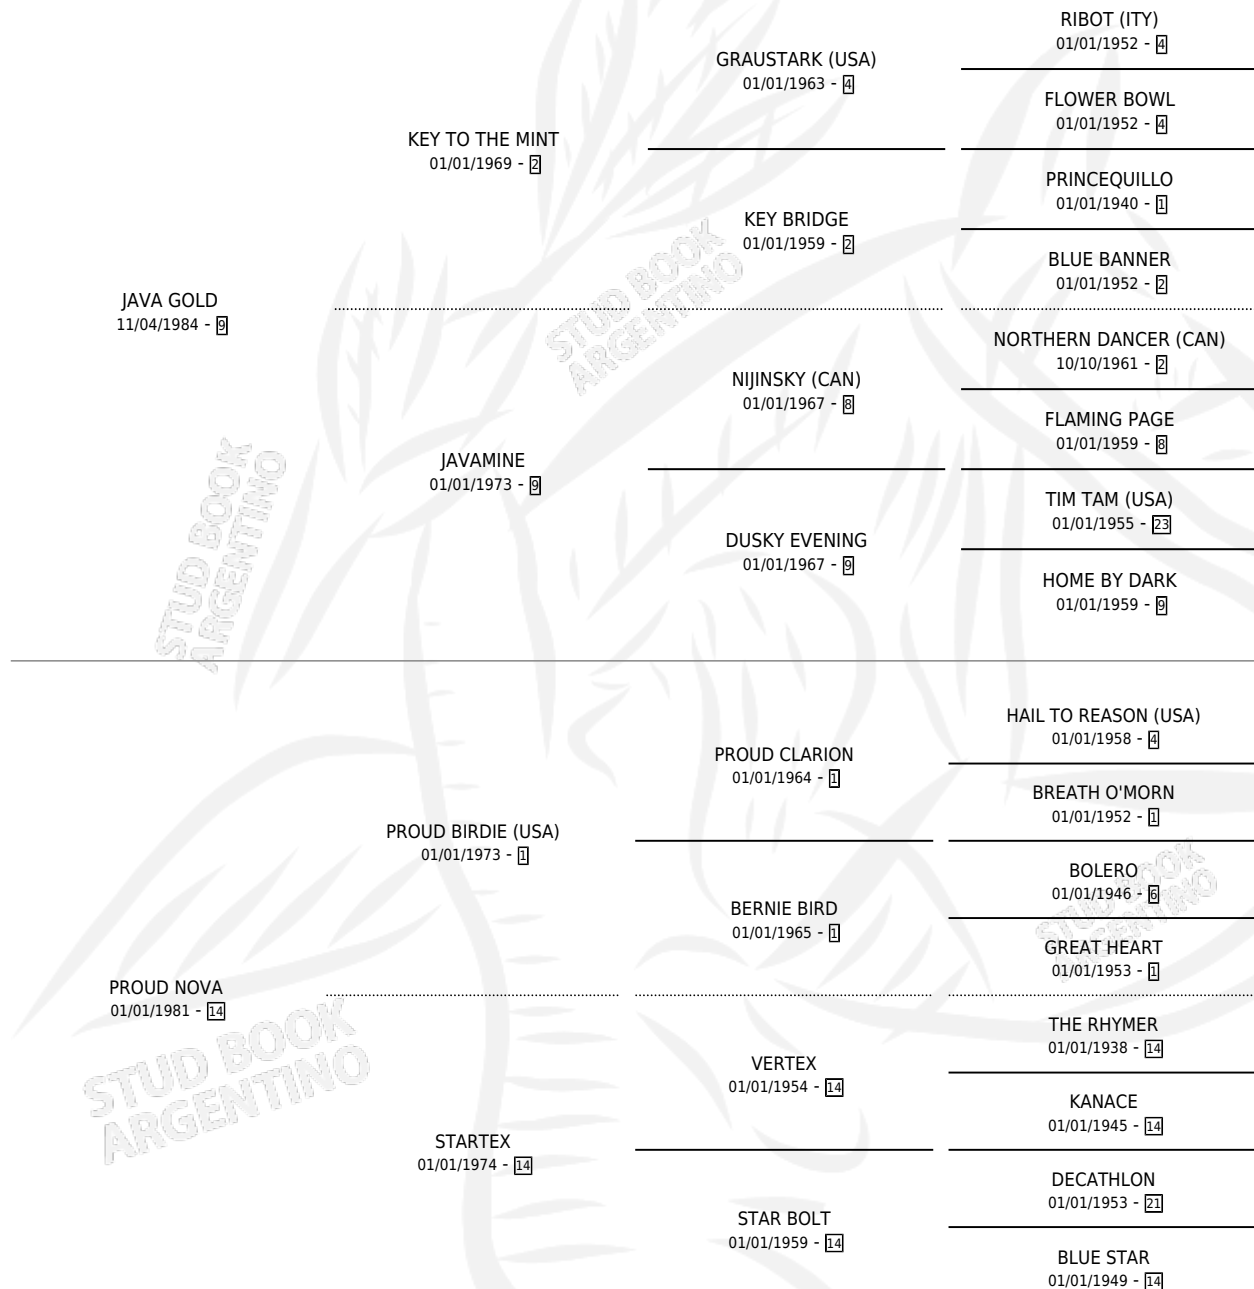 RIBOT (ITY)
01/01/1952 - 4
GRAUSTARK (USA)
01/01/1963 - 4
FLOWER BOWL
01/01/1952 - 4
KEY TO THE MINT
01/01/1969 - 2
PRINCEQUILLO
01/01/1940 - 1
KEY BRIDGE
01/01/1959 - 2
BLUE BANNER
01/01/1952 - 2
JAVA GOLD
11/04/1984 - 9
NORTHERN DANCER (CAN)
10/10/1961 - 2
NIJINSKY (CAN)
01/01/1967 - 8
FLAMING PAGE
01/01/1959 - 8
JAVAMINE
01/01/1973 - 9
TIM TAM (USA)
01/01/1955 - 23
DUSKY EVENING
01/01/1967 - 9
HOME BY DARK
01/01/1959 - 9
HAIL TO REASON (USA)
01/01/1958 - 4
PROUD CLARION
01/01/1964 - 1
BREATH O'MORN
01/01/1952 - 1
PROUD BIRDIE (USA)
01/01/1973 - 1
BOLERO
01/01/1946 - 6
BERNIE BIRD
01/01/1965 - 1
GREAT HEART
01/01/1953 - 1
PROUD NOVA
01/01/1981 - 14
THE RHYMER
01/01/1938 - 14
VERTEX
01/01/1954 - 14
KANACE
01/01/1945 - 14
STARTEX
01/01/1974 - 14
DECATHLON
01/01/1953 - 21
STAR BOLT
01/01/1959 - 14
BLUE STAR
01/01/1949 - 14
STUD BOOK
ARGENTINO
STUD BOOK
ARGENTINO
STUD BOOK
ARGENTINO
STUD BOOK
ARGENTINO